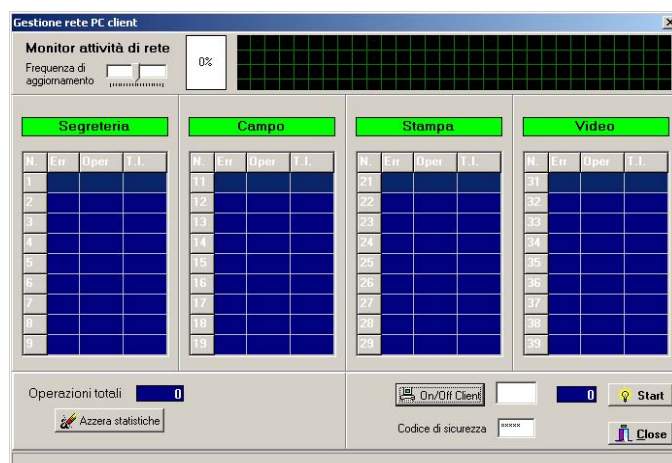 Gestione rete PC client
Monitor attività di rete
Frequenza di
aggiornamento
0%
Segreteria Campo Stampa Video
N. Err Oper T.I. N. Err Oper T.I. N. Err Oper T.I. N. Err Oper T.I.
1 11 21 31
2 12 22 32
3 13 23 33
4 14 24 34
5 15 25 35
6 16 26 36
7 17 27 37
8 18 28 38
9 19 29 39
Operazioni totali 0 On/Off Client 0 Start
Azzera statistiche Codice di sicurezza ***** Close